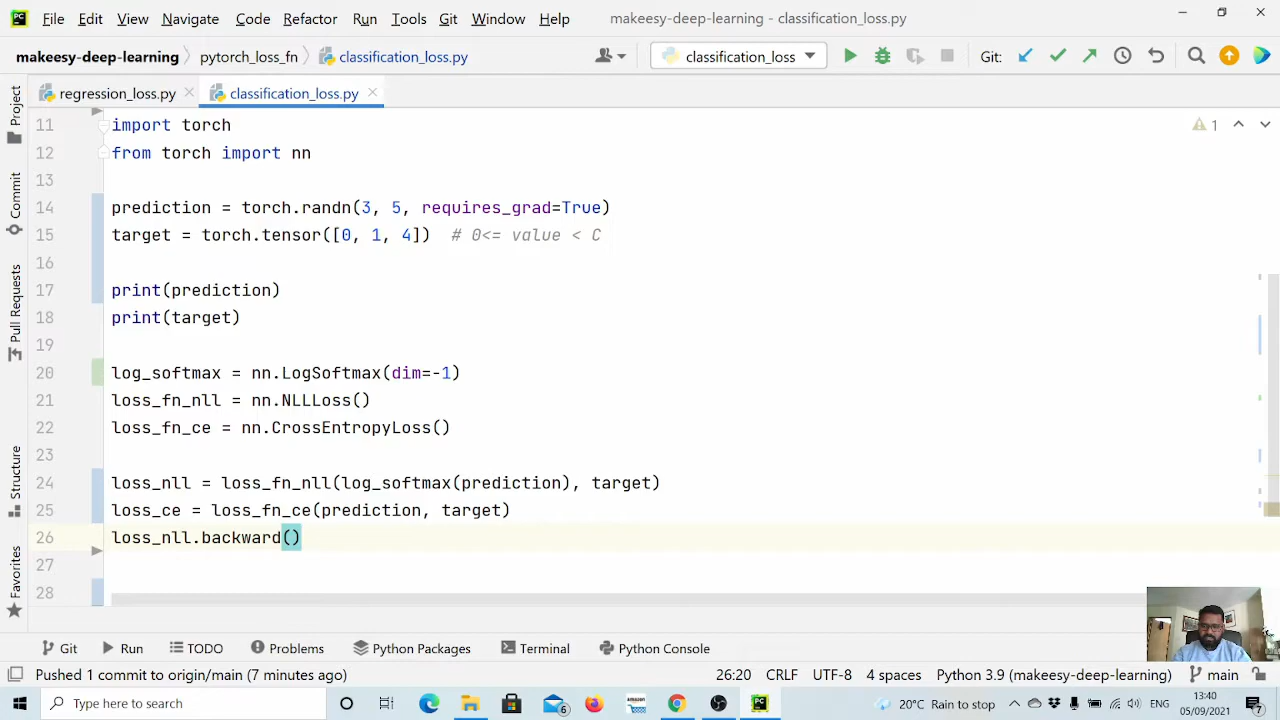 PC File Edit View Navigate Code Refactor Run Tools Git Window Help makeesy-deep-learning - classification_loss.py
makeesy-deep-learning pytorch_loss_fn classification_loss.py classification_loss Git:
regression_loss.py classification_loss.py
Project
Commit
Pull Requests
Structure
Favorites
1
11 import torch
12 from torch import nn
13
14 prediction = torch.randn(3, 5, requires_grad=True)
15 target = torch.tensor([0, 1, 4])  # 0<= value < C
16
17 print(prediction)
18 print(target)
19
20 log_softmax = nn.LogSoftmax(dim=-1)
21 loss_fn_nll = nn.NLLLoss()
22 loss_fn_ce = nn.CrossEntropyLoss()
23
24 loss_nll = loss_fn_nll(log_softmax(prediction), target)
25 loss_ce = loss_fn_ce(prediction, target)
26 loss_nll.backward()
27
28
Git Run TODO Problems Python Packages Terminal Python Console
Pushed 1 commit to origin/main (7 minutes ago) 26:20 CRLF UTF-8 4 spaces Python 3.9 (makeesy-deep-learning) main
Type here to search amazon 6 PC 20°C Rain to stop 13:40
05/09/2021 7